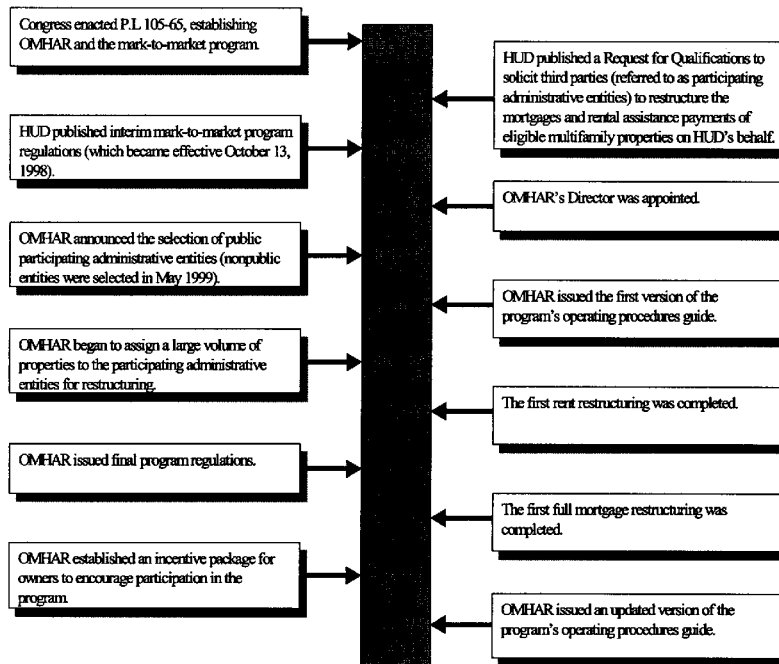 Congress enacted P.L 105-65, establishing
OMHAR and the mark-to-market program.
HUD published a Request for Qualifications to
solicit third parties (referred to as participating
administrative entities) to restructure the
mortgages and rental assistance payments of
eligible multifamily properties on HUD's behalf.
HUD published interim mark-to-market program
regulations (which became effective October 13,
1998).
OMHAR's Director was appointed.
OMHAR announced the selection of public
participating administrative entities (nonpublic
entities were selected in May 1999).
OMHAR issued the first version of the
program's operating procedures guide.
OMHAR began to assign a large volume of
properties to the participating administrative
entities for restructuring.
The first rent restructuring was completed.
OMHAR issued final program regulations.
The first full mortgage restructuring was
completed.
OMHAR established an incentive package for
owners to encourage participation in the
program.
OMHAR issued an updated version of the
program's operating procedures guide.